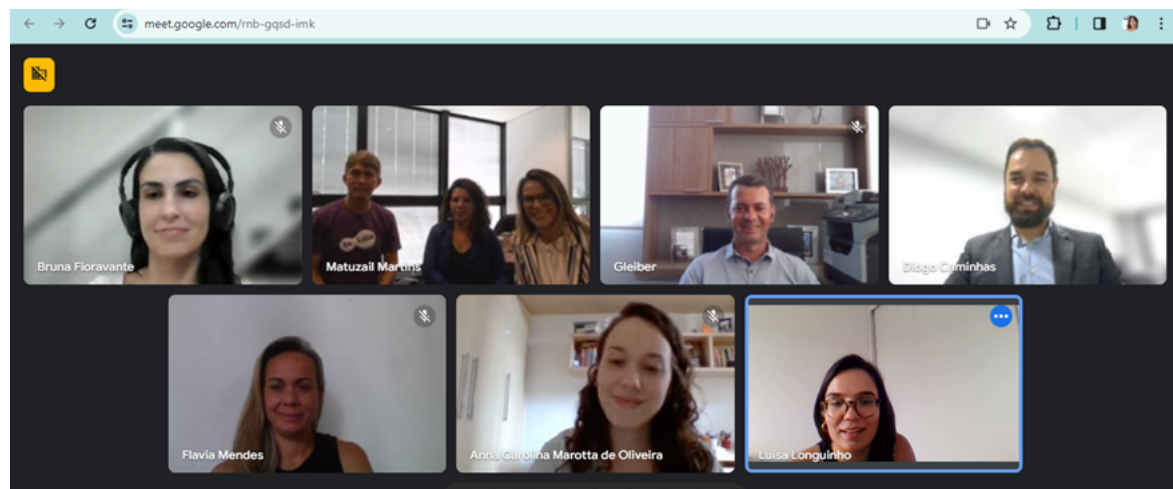 meet.google.com/rnb-gqsd-imk
Bruna Fioravante
Matuzail Martins
Gleiber
Diogo Caminhas
Flavia Mendes
Anna Carolina Marotta de Oliveira
Luisa Longuinho